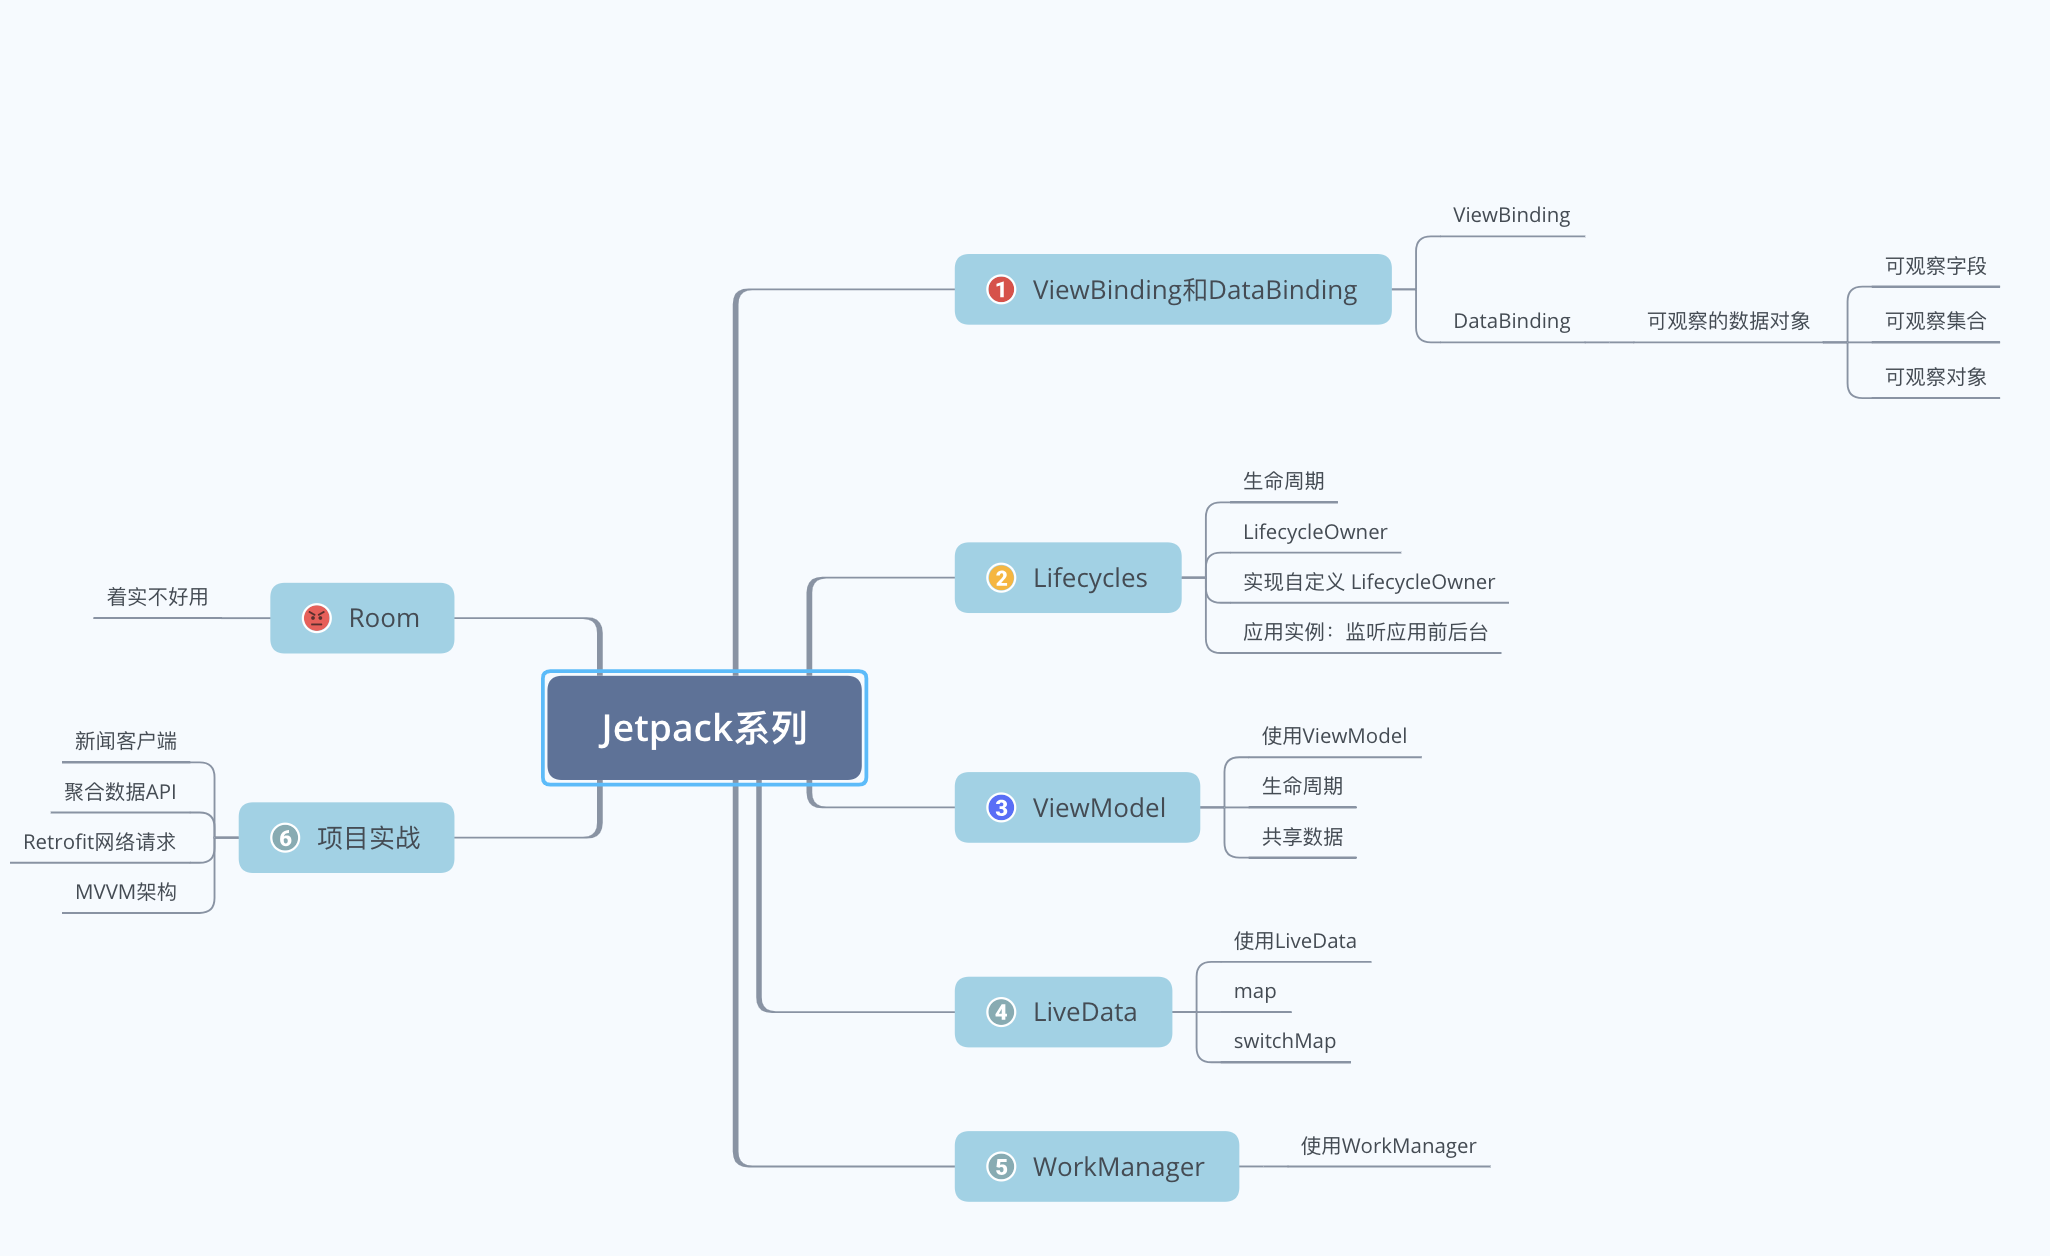 Jetpack系列
1 ViewBinding和DataBinding
ViewBinding
DataBinding
可观察的数据对象
可观察字段
可观察集合
可观察对象
2 Lifecycles
生命周期
LifecycleOwner
实现自定义 LifecycleOwner
应用实例：监听应用前后台
3 ViewModel
使用ViewModel
生命周期
共享数据
4 LiveData
使用LiveData
map
switchMap
5 WorkManager
使用WorkManager
Room
着实不好用
6 项目实战
新闻客户端
聚合数据API
Retrofit网络请求
MVVM架构